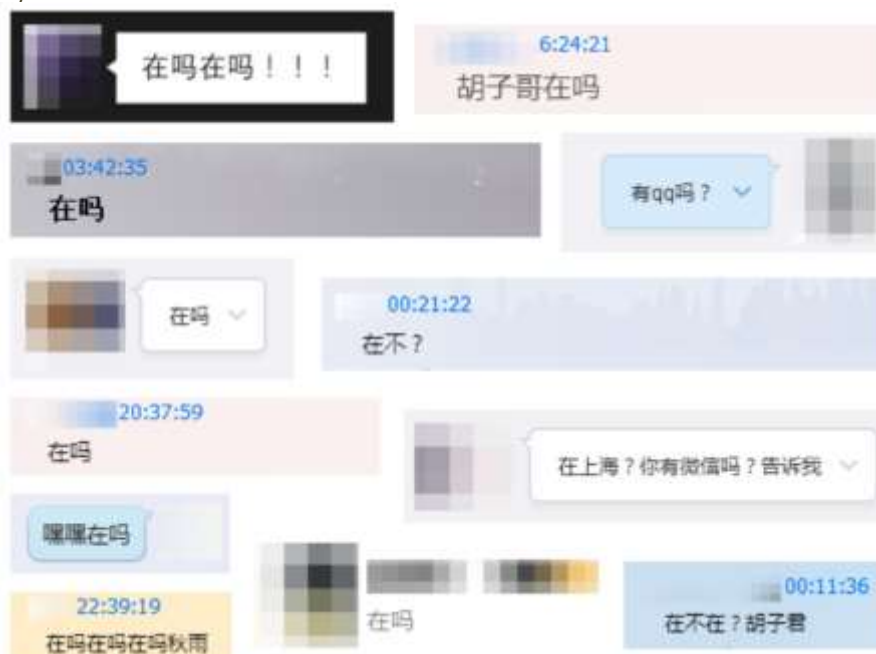 在吗在吗！！！
6:24:21
胡子哥在吗
03:42:35
在吗
有qq吗？
在吗
00:21:22
在不？
20:37:59
在吗
在上海？你有微信吗？告诉我
嘿嘿在吗
在吗
00:11:36
在不在？胡子君
22:39:19
在吗在吗在吗秋雨